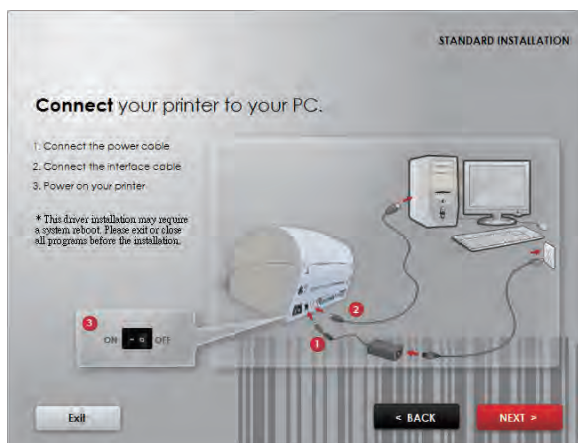 STANDARD INSTALLATION
Connect your printer to your PC.
1. Connect the power cable
2. Connect the interface cable
3. Power on your printer
* This driver installation may require
a system reboot. Please exit or close
all programs before the installation.
2
3
1
ON - o OFF
Exit
< BACK
NEXT >